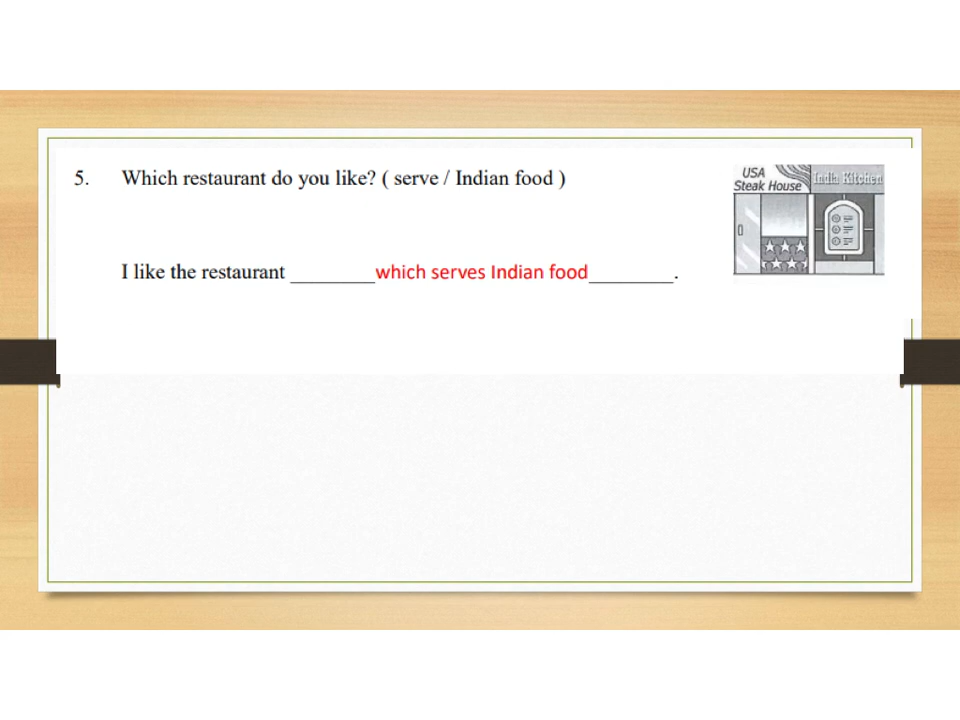 5. Which restaurant do you like? ( serve / Indian food )
USA
Steak House
India Kitchen
I like the restaurant ________which serves Indian food________.